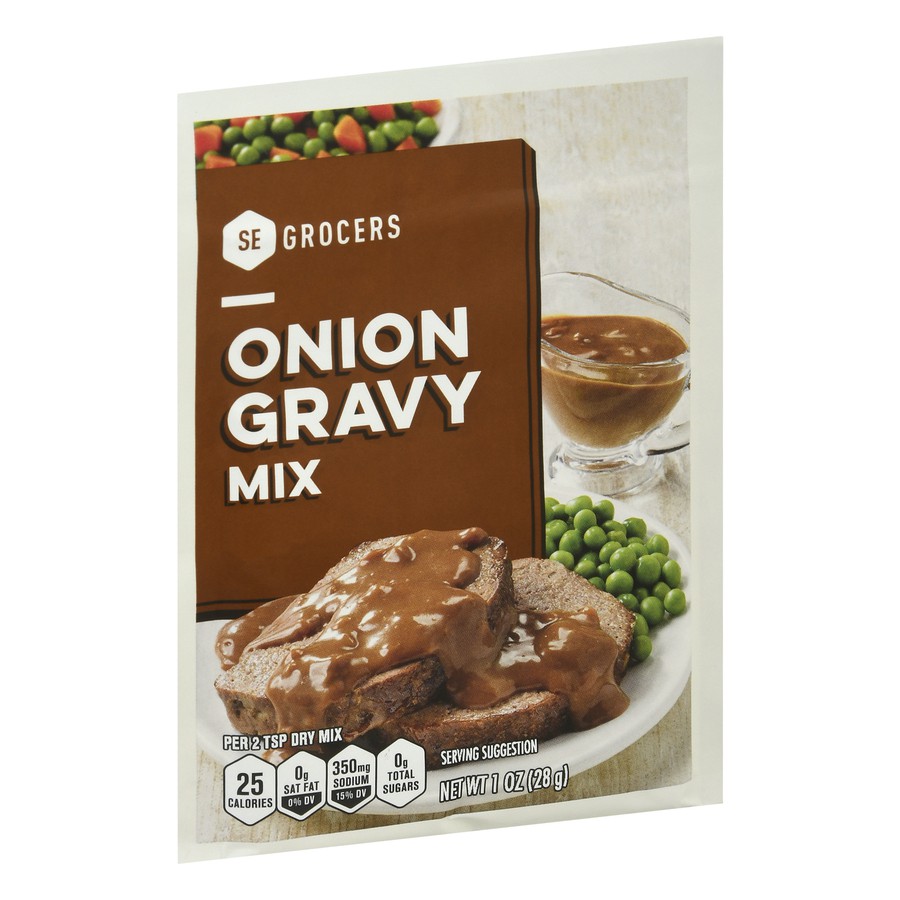 SE GROCERS
ONION
GRAVY
MIX
PER 2 TSP DRY MIX
25
CALORIES
0g
SAT FAT
0% DV
350mg
SODIUM
15% DV
0g
TOTAL
SUGARS
SERVING SUGGESTION
NET WT 1 OZ (28 g)